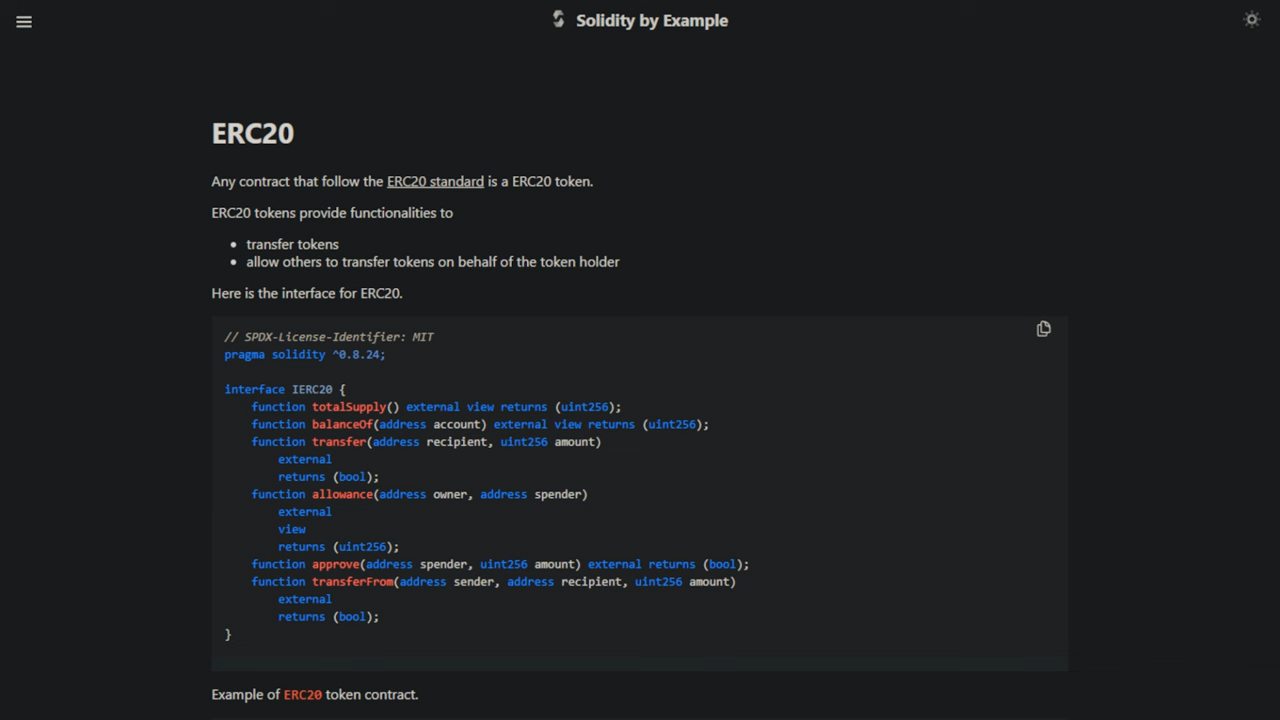 Solidity by Example
ERC20
Any contract that follow the ERC20 standard is a ERC20 token.
ERC20 tokens provide functionalities to
• transfer tokens
• allow others to transfer tokens on behalf of the token holder
Here is the interface for ERC20.
// SPDX-License-Identifier: MIT
pragma solidity ^0.8.24;
interface IERC20 {
    function totalSupply() external view returns (uint256);
    function balanceOf(address account) external view returns (uint256);
    function transfer(address recipient, uint256 amount)
        external
        returns (bool);
    function allowance(address owner, address spender)
        external
        view
        returns (uint256);
    function approve(address spender, uint256 amount) external returns (bool);
    function transferFrom(address sender, address recipient, uint256 amount)
        external
        returns (bool);
}
Example of ERC20 token contract.